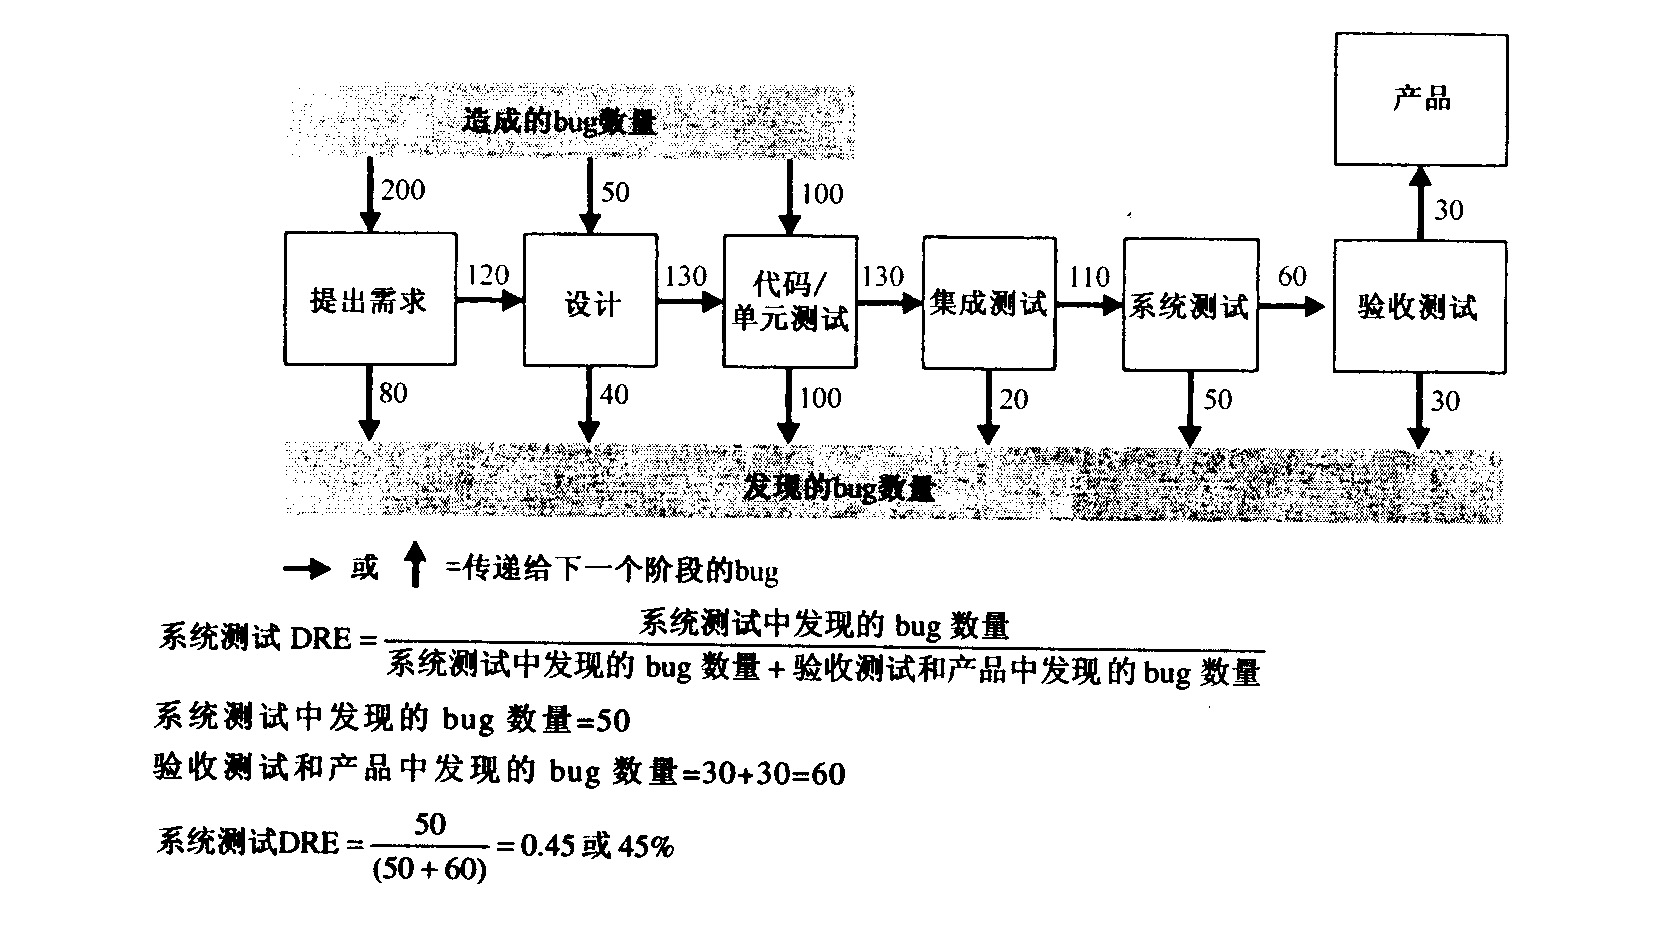 产品
造成的bug数量
200
50
100
30
提出需求
120
设计
130
代码/
单元测试
130
集成测试
110
系统测试
60
验收测试
80
40
100
20
50
30
发现的bug数量
或 =传递给下一个阶段的bug
系统测试 DRE = 系统测试中发现的 bug 数量
系统测试中发现的 bug 数量 + 验收测试和产品中发现的 bug 数量
系统测试中发现的 bug 数量=50
验收测试和产品中发现的 bug 数量=30+30=60
系统测试DRE = 50
(50 + 60) = 0.45 或 45%